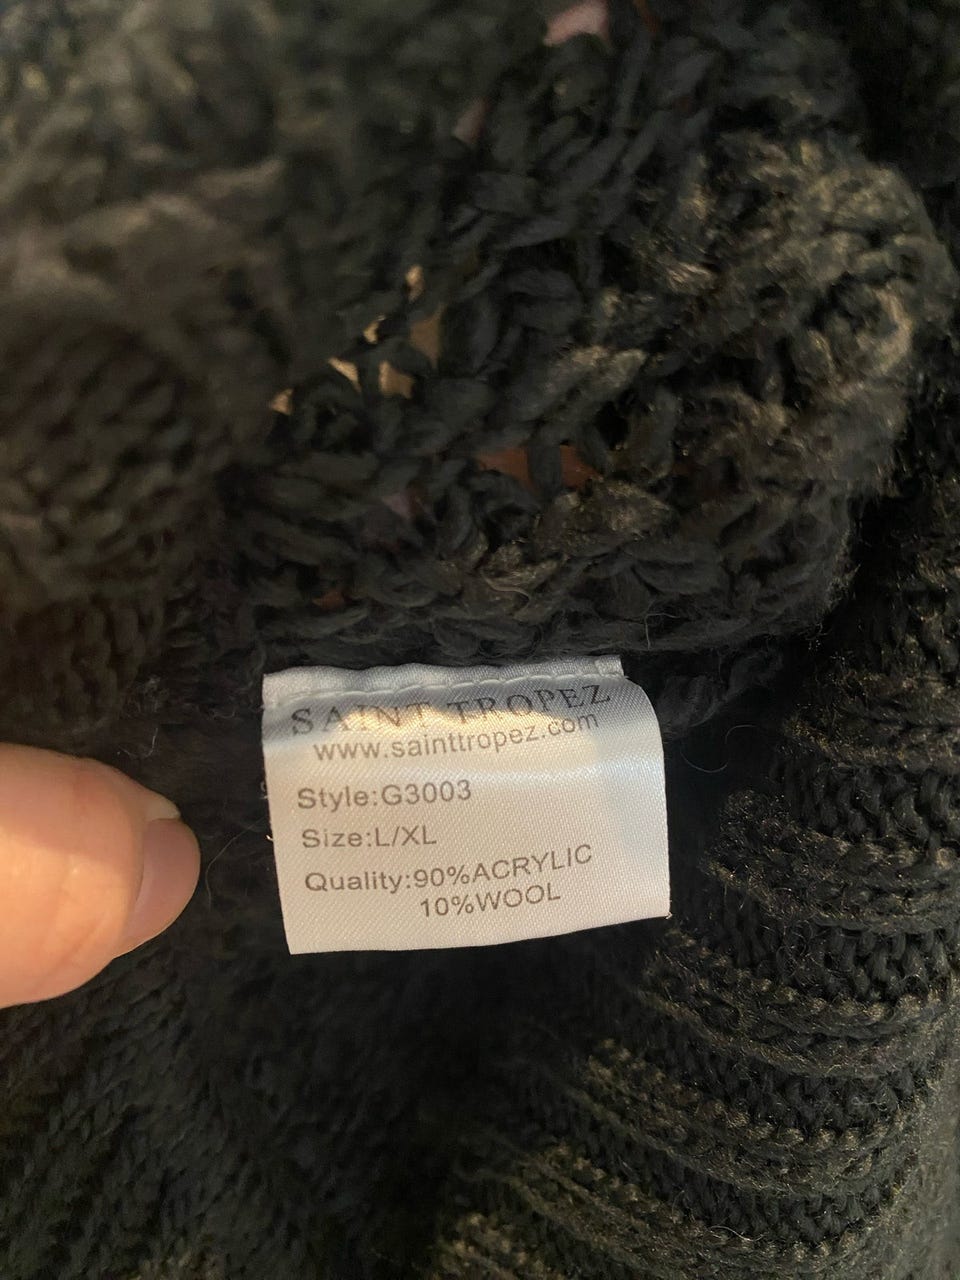 SAINT TROPEZ
www.sainttropez.com
Style:G3003
Size:L/XL
Quality:90%ACRYLIC
10%WOOL